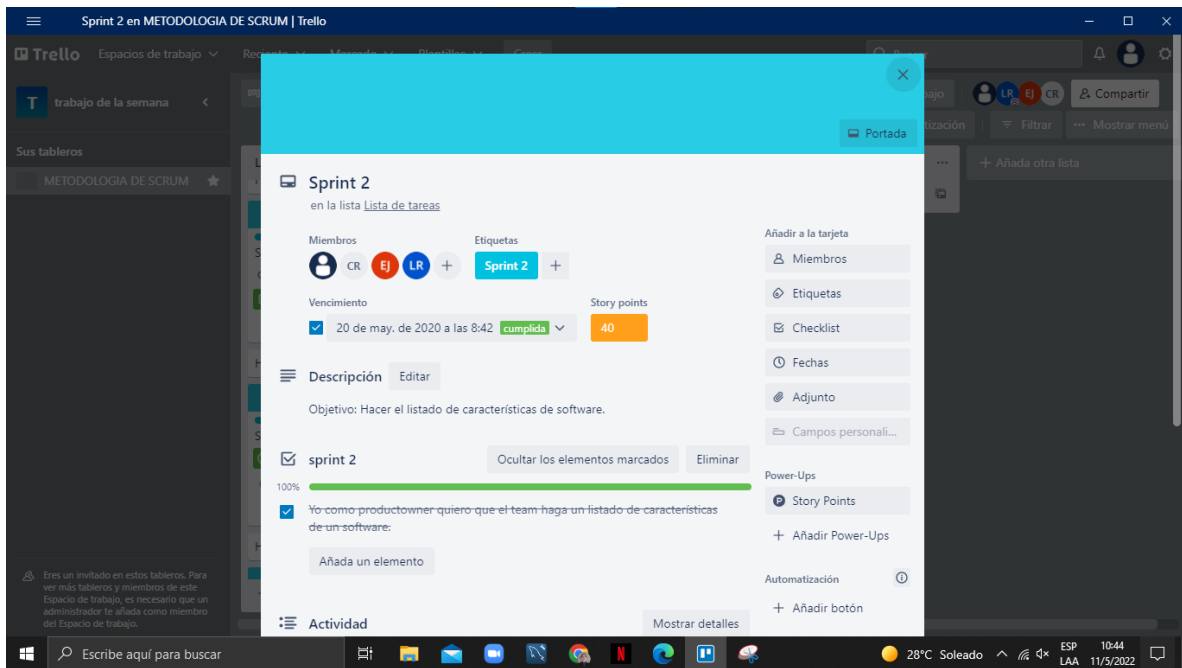 Sprint 2 en METODOLOGIA DE SCRUM | Trello
Trello Espacios de trabajo
T trabajo de la semana
LR EJ CR Compartir
Portada
Filtrar Mostrar menú
Sus tableros
METODOLOGIA DE SCRUM
Añada otra lista
Sprint 2
en la lista Lista de tareas
Miembros Etiquetas
CR EJ LR Sprint 2
Vencimiento Story points
20 de may. de 2020 a las 8:42 cumplida 40
Descripción Editar
Objetivo: Hacer el listado de características de software.
sprint 2 Ocultar los elementos marcados Eliminar
100%
Yo como productowner quiero que el team haga un listado de características
de un software.
Añada un elemento
Actividad Mostrar detalles
Añadir a la tarjeta
Miembros
Etiquetas
Checklist
Fechas
Adjunto
Campos personali...
Power-Ups
Story Points
Añadir Power-Ups
Automatización
Añadir botón
Eres un invitado en estos tableros. Para
ver más tableros y miembros de este
Espacio de trabajo, es necesario que un
administrador te añada como miembro
del Espacio de trabajo.
Escribe aquí para buscar
28°C Soleado
ESP
LAA
10:44
11/5/2022